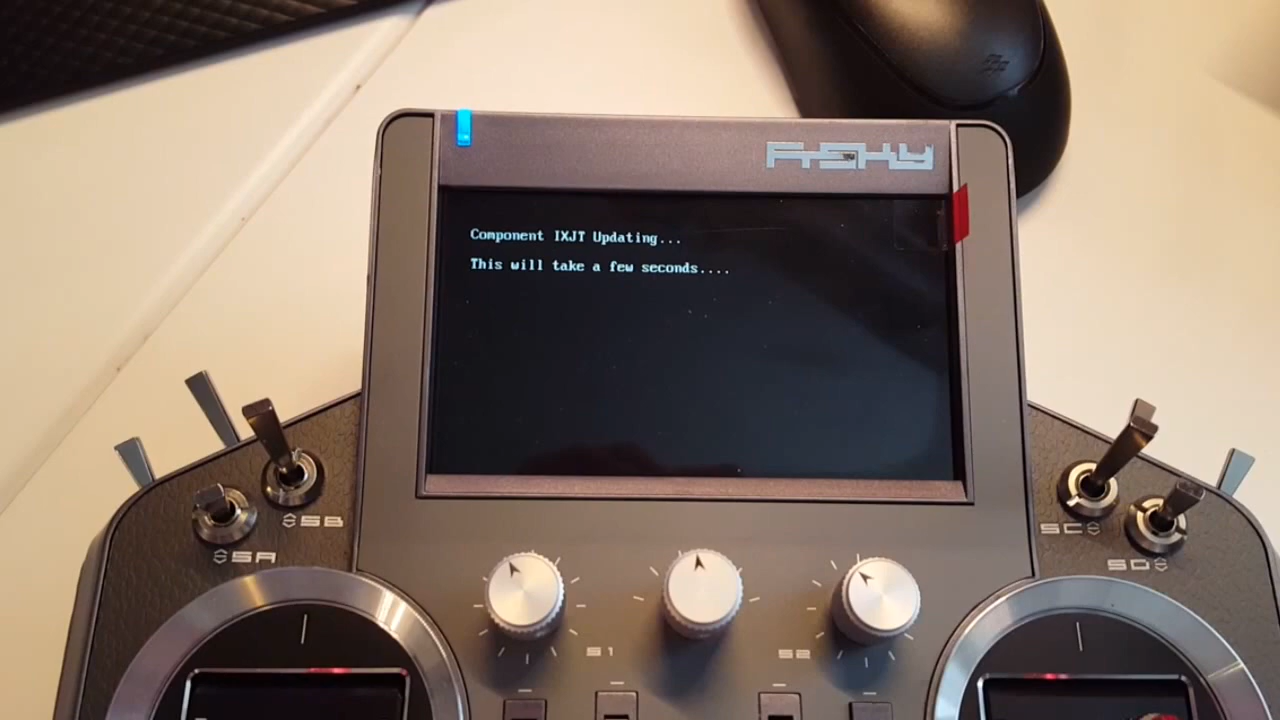 FrSKY
Component IXJT Updating...
This will take a few seconds....
SB
SA
SC
SD
S1
S2